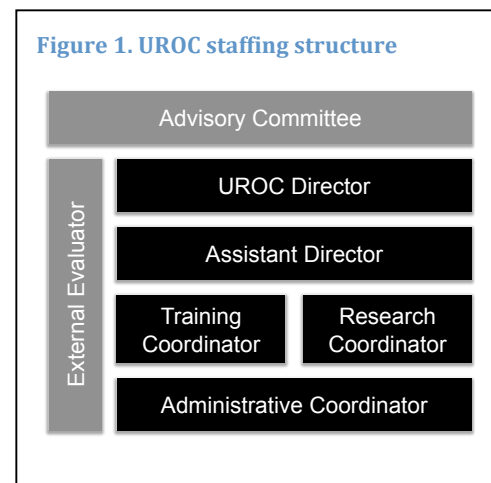 Figure 1. UROC staffing structure
Advisory Committee
External Evaluator
UROC Director
Assistant Director
Training
Coordinator
Research
Coordinator
Administrative Coordinator